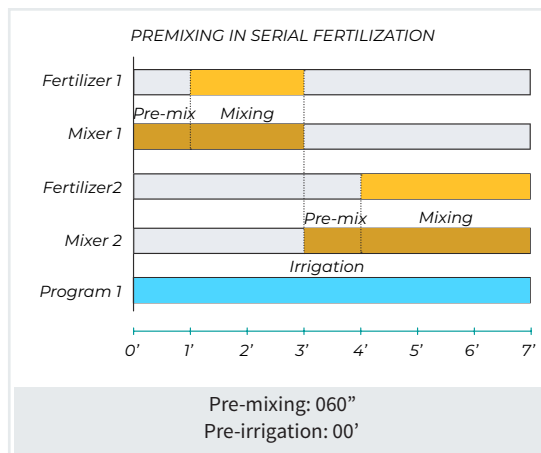 PREMIXING IN SERIAL FERTILIZATION
Fertilizer 1
Pre-mix Mixing
Mixer 1
Fertilizer2
Pre-mix Mixing
Mixer 2
Irrigation
Program 1
0’ 1’ 2’ 3’ 4’ 5’ 6’ 7’
Pre-mixing: 060”
Pre-irrigation: 00’